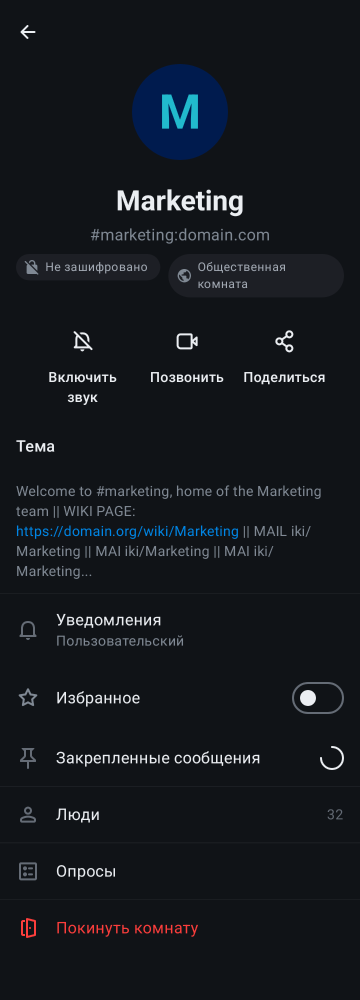 M
Marketing
#marketing:domain.com
Не зашифровано
Общественная
комната
Включить
звук
Позвонить
Поделиться
Тема
Welcome to #marketing, home of the Marketing
team || WIKI PAGE:
https://domain.org/wiki/Marketing || MAIL iki/
Marketing || MAI iki/Marketing || MAI iki/
Marketing...
Уведомления
Пользовательский
Избранное
Закрепленные сообщения
Люди 32
Опросы
Покинуть комнату